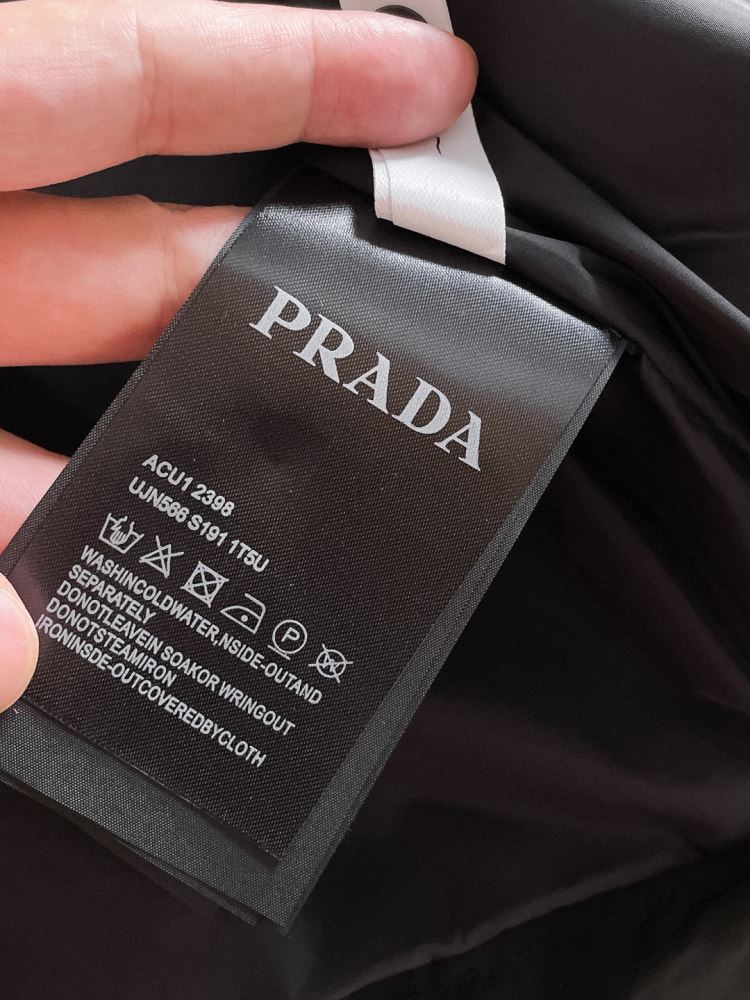 PRADA
ACU1 2398
UJN566 S191 1T5U
P
WASHINCOLDWATER,NSIDE-OUTAND
SEPARATELY
DONOTLEAVEIN SOAKOR WRINGOUT
DONOTSTEAMIRON
IRONINSDE-OUTCOVEREDBYCLOTH